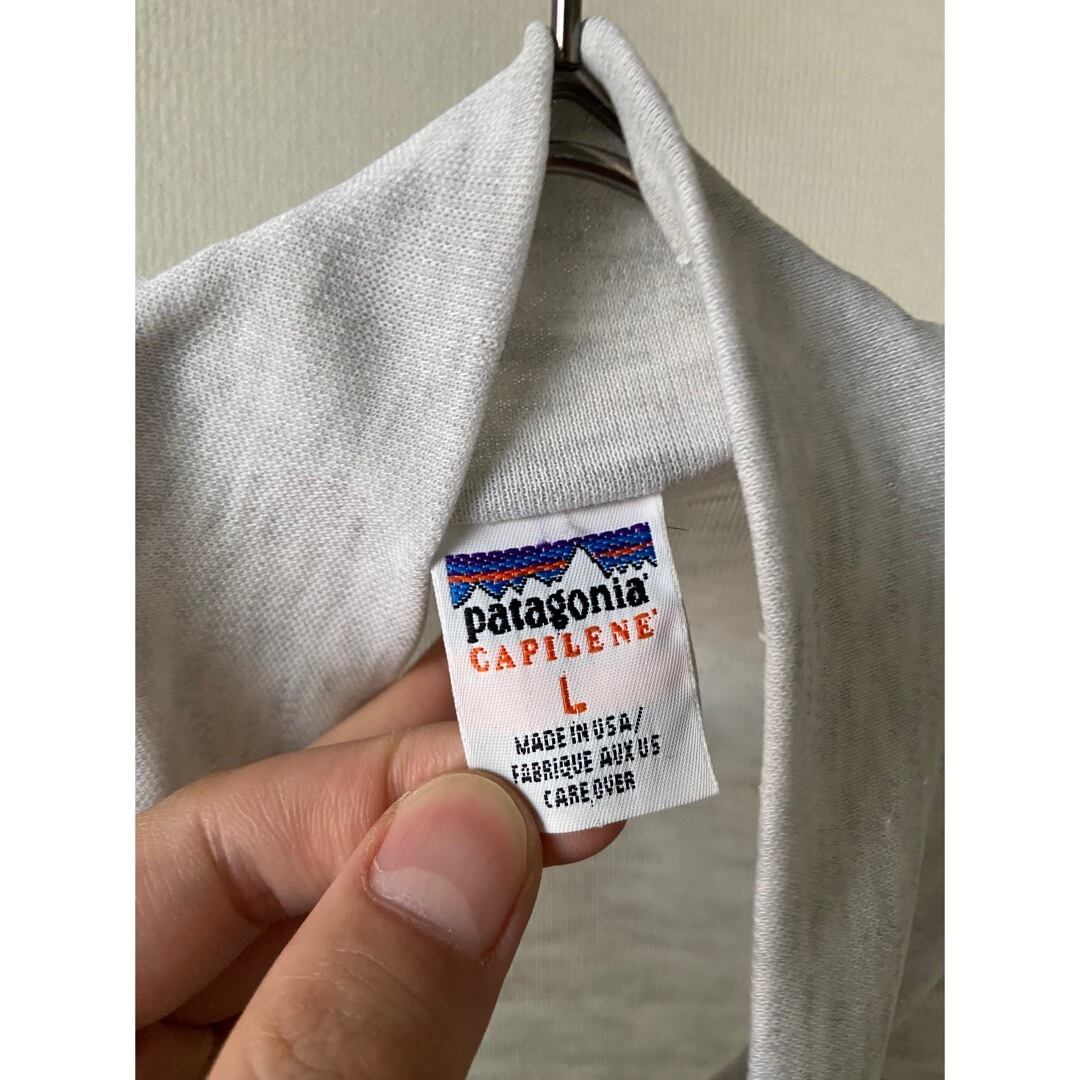 patagonia®
CAPILENE®
L
MADE IN USA/
FABRIQUE AUX US
CARE OVER